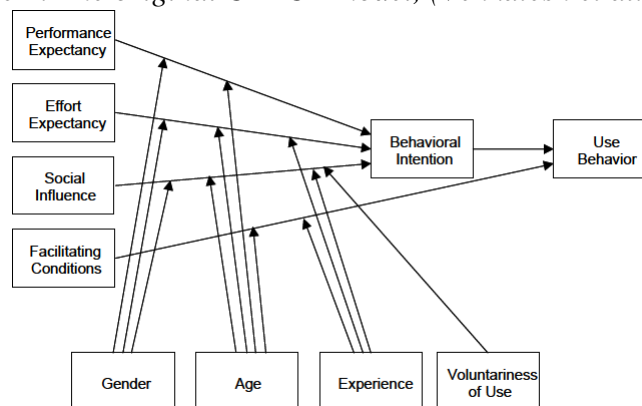 Performance
Expectancy
Effort
Expectancy
Social
Influence
Facilitating
Conditions
Behavioral
Intention
Use
Behavior
Gender
Age
Experience
Voluntariness
of Use